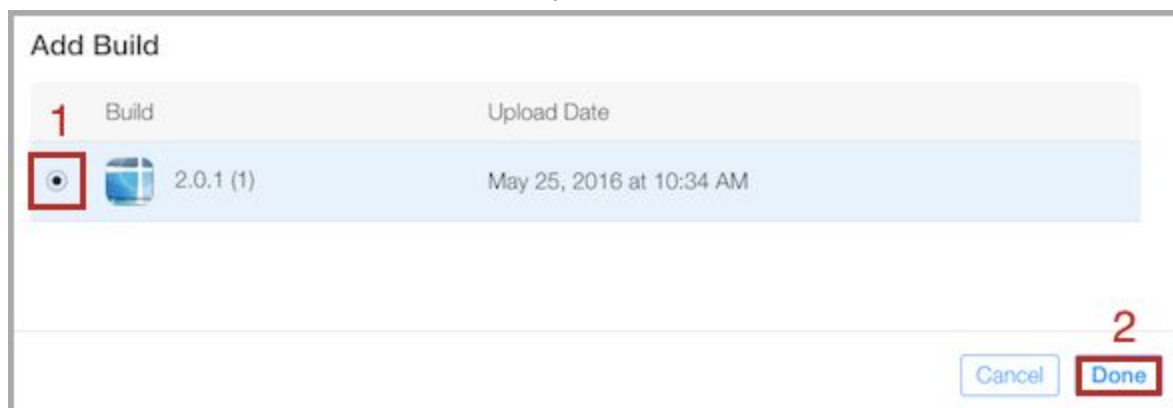 Add Build
1 Build Upload Date
2.0.1 (1) May 25, 2016 at 10:34 AM
2
Cancel Done